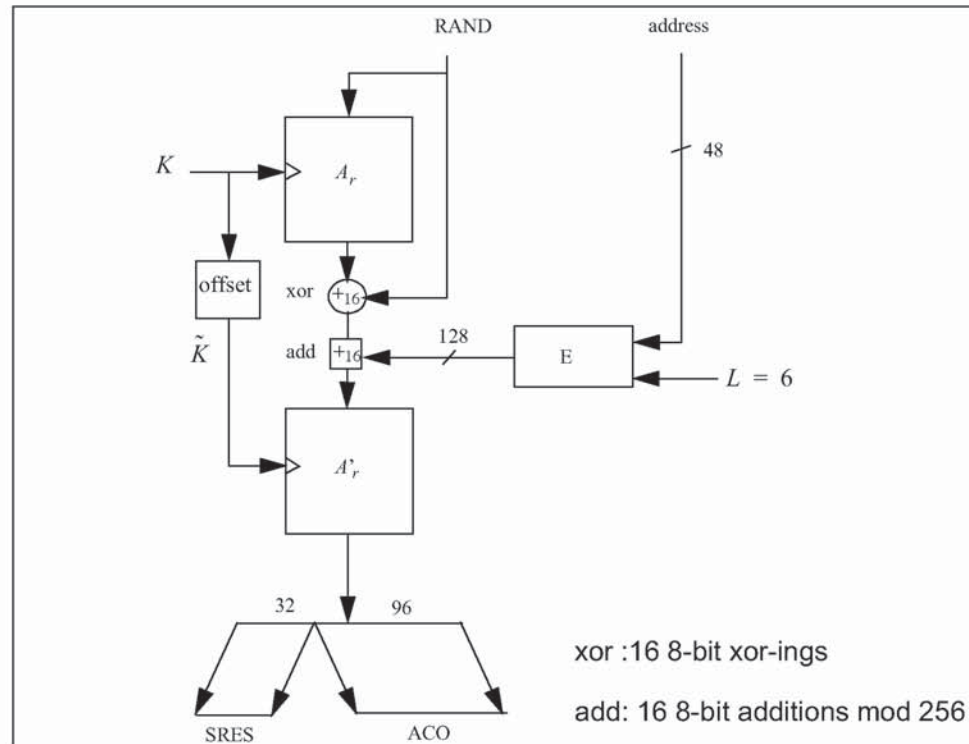 RAND
address
48
K
A_r
offset
xor
+16
K̃
add
+16
128
E
L = 6
A'_r
32
96
xor :16 8-bit xor-ings
add: 16 8-bit additions mod 256
SRES
ACO